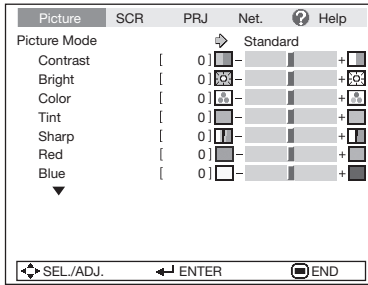 Picture SCR PRJ Net. ? Help
Picture Mode Standard
Contrast [ 0 ] - +
Bright [ 0 ] - +
Color [ 0 ] - +
Tint [ 0 ] - +
Sharp [ 0 ] - +
Red [ 0 ] - +
Blue [ 0 ] - +
SEL./ADJ. ENTER END